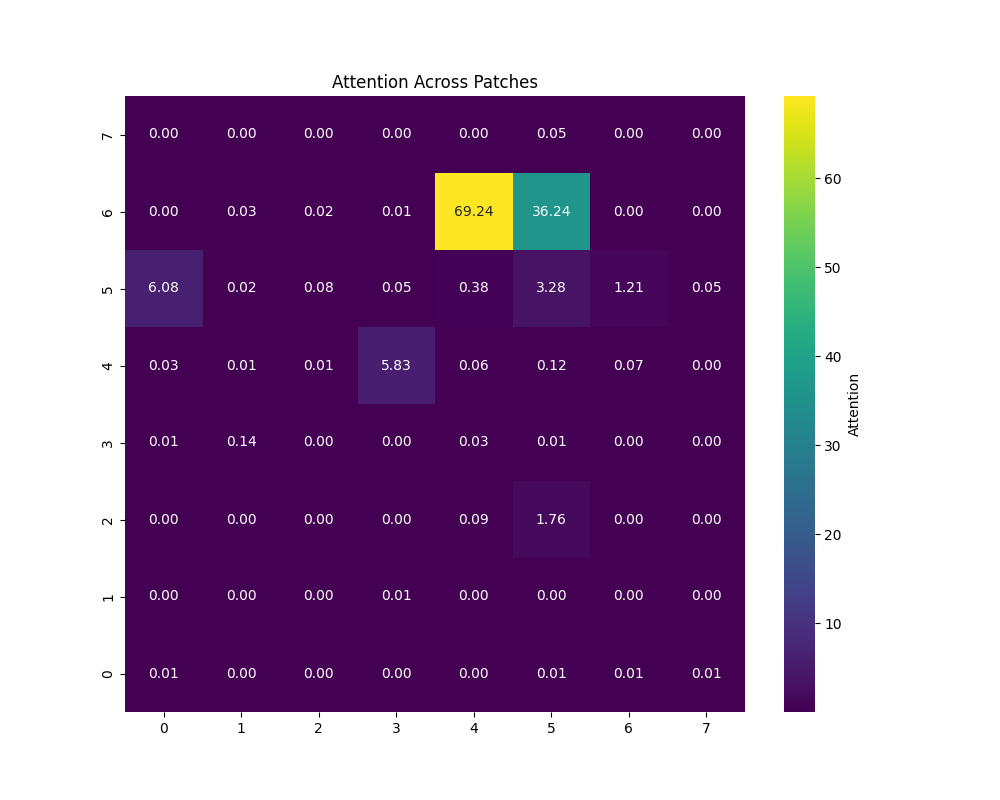 Attention Across Patches
7 0.00 0.00 0.00 0.00 0.00 0.05 0.00 0.00
6 0.00 0.03 0.02 0.01 69.24 36.24 0.00 0.00
5 6.08 0.02 0.08 0.05 0.38 3.28 1.21 0.05
4 0.03 0.01 0.01 5.83 0.06 0.12 0.07 0.00
3 0.01 0.14 0.00 0.00 0.03 0.01 0.00 0.00
2 0.00 0.00 0.00 0.00 0.09 1.76 0.00 0.00
1 0.00 0.00 0.00 0.01 0.00 0.00 0.00 0.00
0 0.01 0.00 0.00 0.00 0.00 0.01 0.01 0.01
0 1 2 3 4 5 6 7
60
50
40
30
20
10
Attention